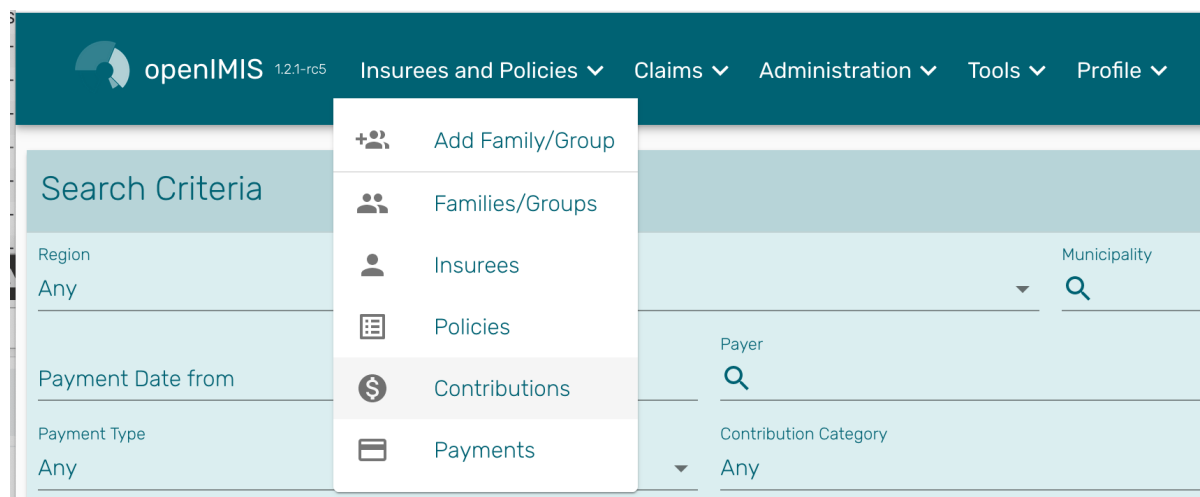 openIMIS 1.2.1-rc5 Insurees and Policies Claims Administration Tools Profile
Add Family/Group
Search Criteria
Families/Groups
Region
Municipality
Insurees
Any
Policies
Payer
Payment Date from
Contributions
Payment Type
Contribution Category
Payments
Any
Any